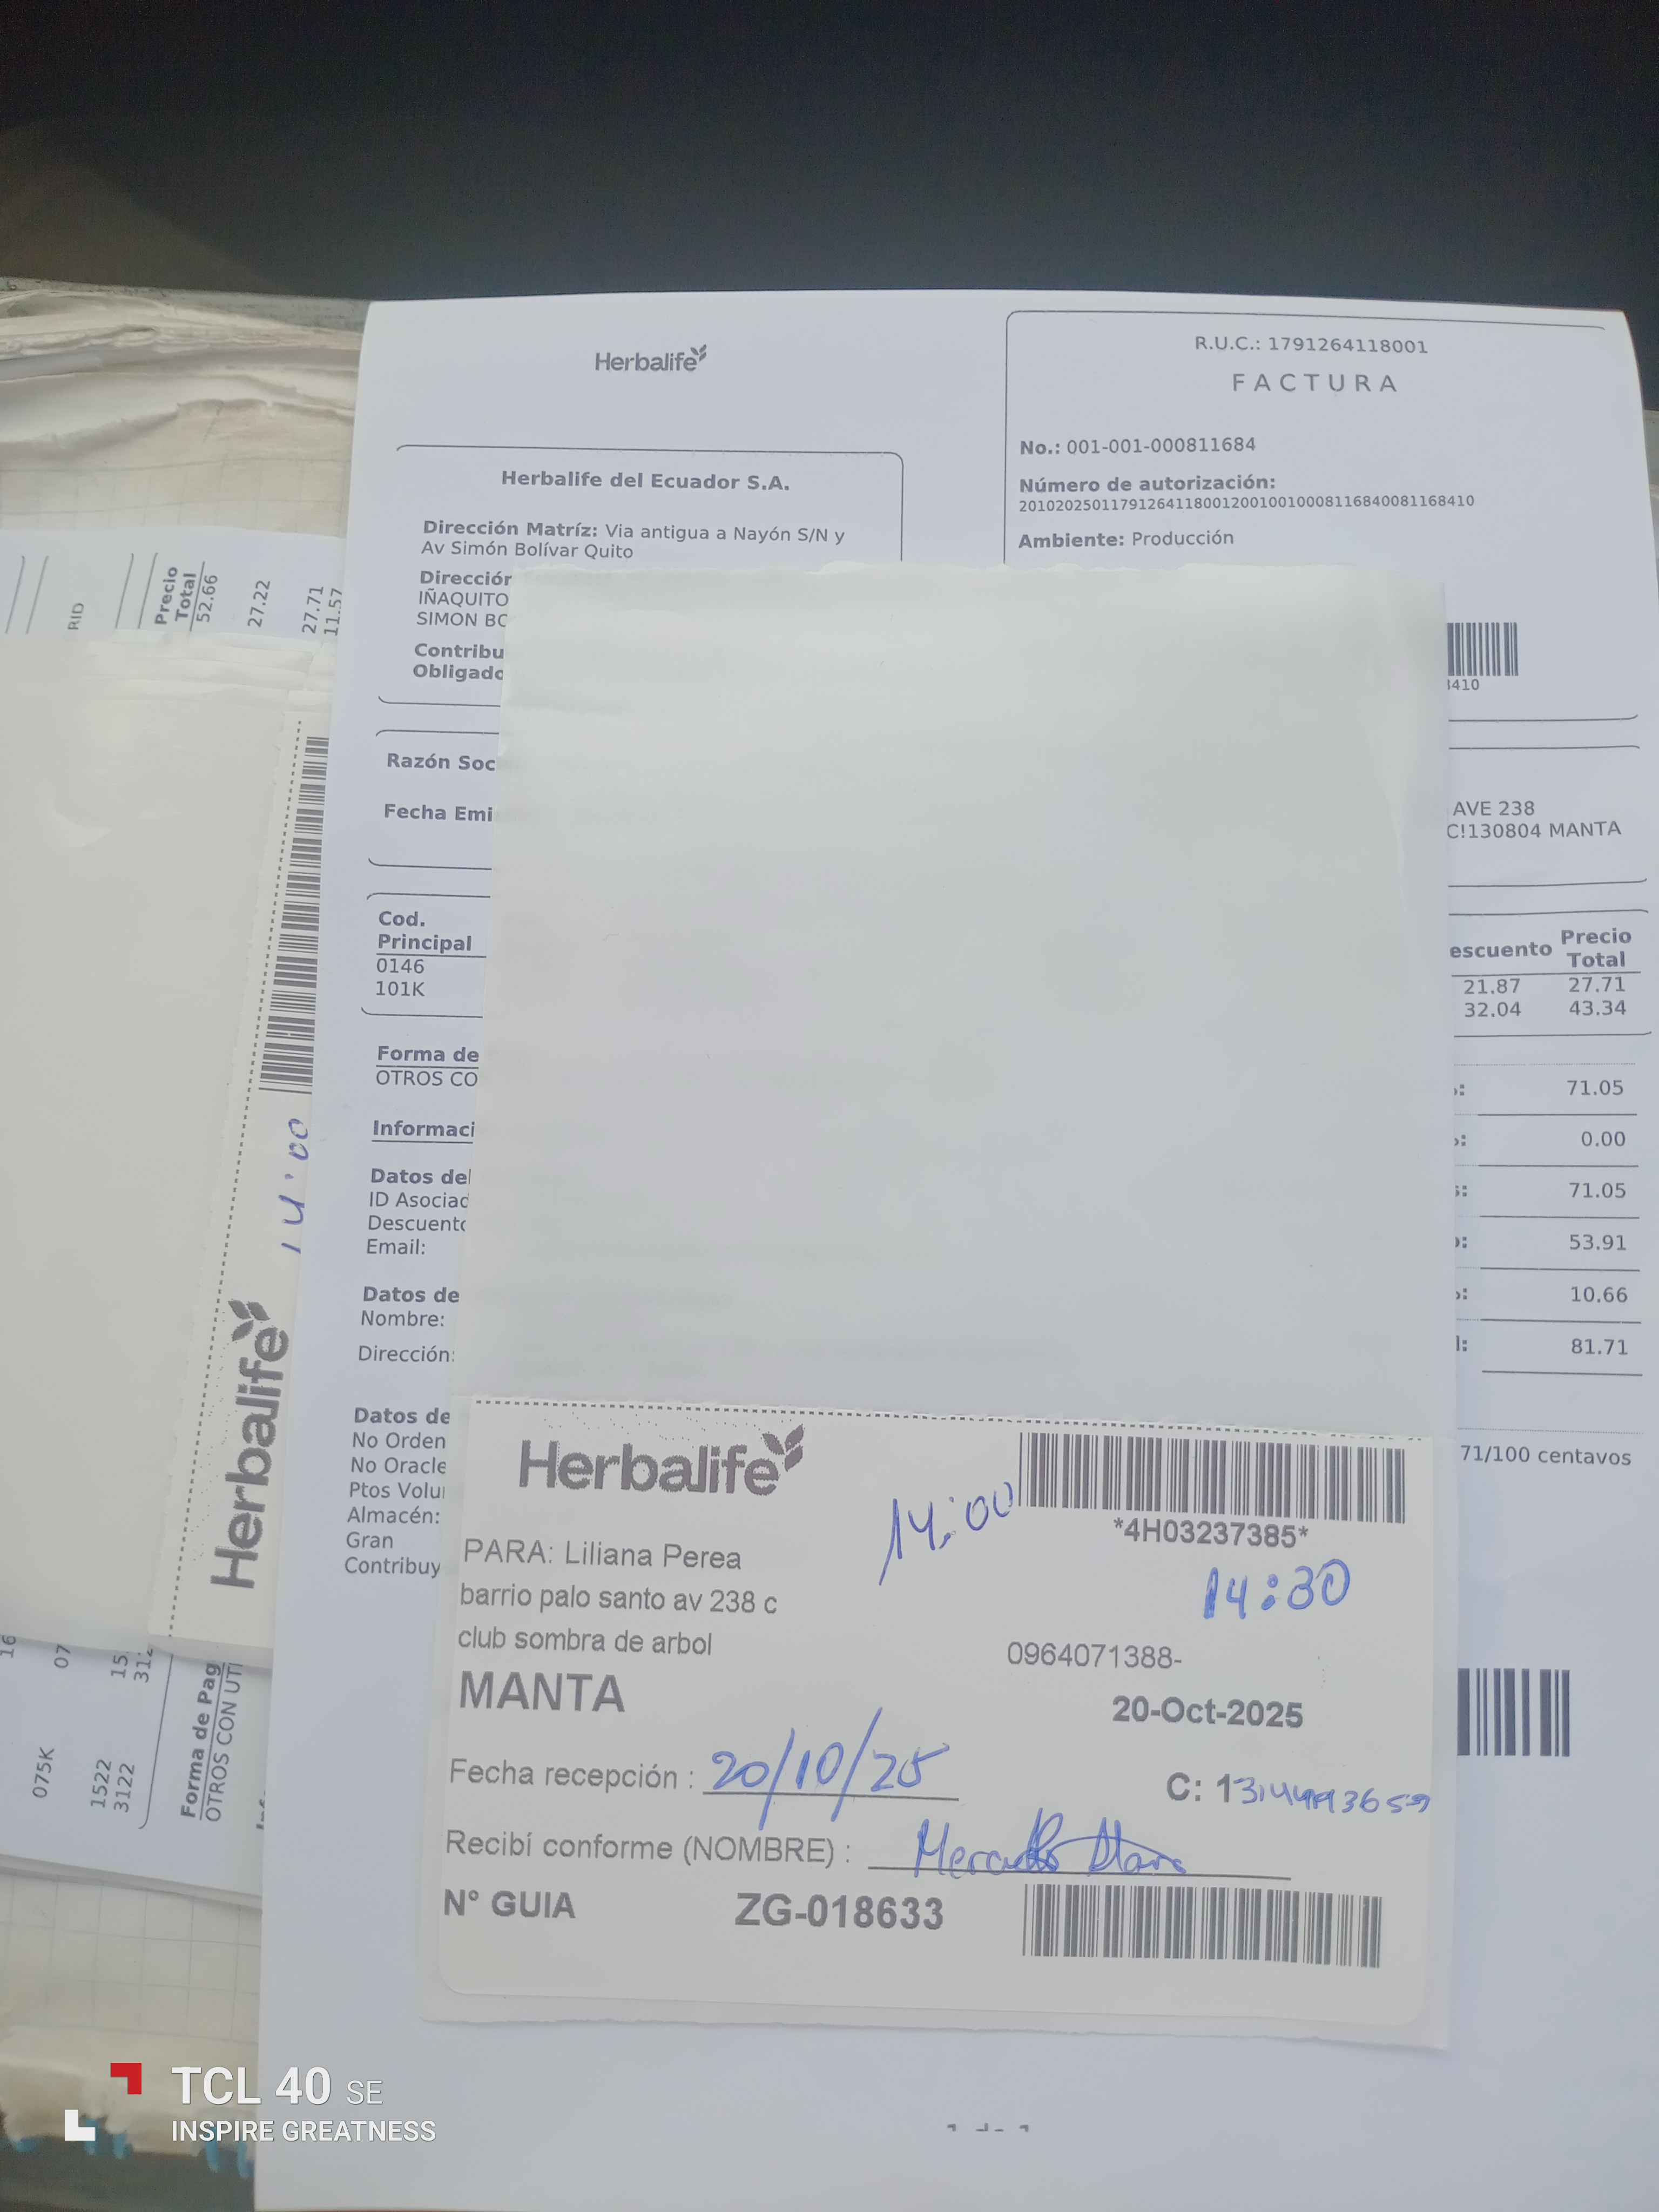 Herbalife
R.U.C.: 1791264118001
FACTURA
No.: 001-001-000811684
Número de autorización:
2010202501179126411800120010010008116840081168410
Ambiente: Producción
Herbalife del Ecuador S.A.
Dirección Matríz: Via antigua a Nayón S/N y
Av Simón Bolívar Quito
Direcciór
IÑAQUITO
SIMON BO
Contribu
Obligado
410
Razón Soc
Fecha Emi
AVE 238
C!130804 MANTA
Cod.
Principal
escuento
Precio
Total
0146
21.87 27.71
101K
32.04 43.34
Forma de
OTROS CO
Informaci
71.05
0.00
71.05
53.91
10.66
81.71
71/100 centavos
Datos del
ID Asociad
Descuento
Email:
Datos de
Nombre:
Dirección:
Datos de
No Orden
No Oracle
Ptos Volu
Almacén:
Gran
Contribuy
Herbalife
14:00
*4H03237385*
14:30
PARA: Liliana Perea
barrio palo santo av 238 c
club sombra de arbol
0964071388-
MANTA
20-Oct-2025
Fecha recepción : 20/10/25
C: 13
Recibí conforme (NOMBRE) :
N° GUIA ZG-018633
RID
Precio
Total
52.66
27.22
27.71
11.57
14:00
Herbalife
075K
1522
3122
Forma de Pag
OTROS CON UTI
TCL 40 SE
INSPIRE GREATNESS